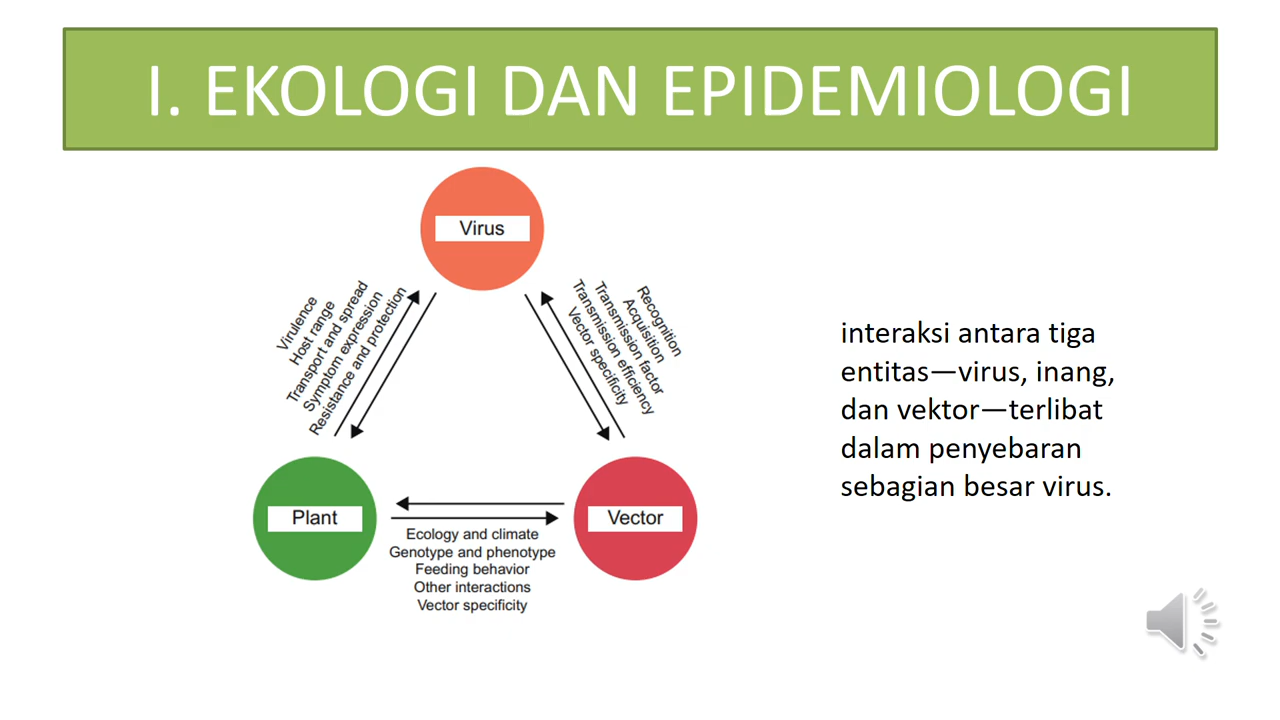 I. EKOLOGI DAN EPIDEMIOLOGI
Virus
Virulence
Host range
Transport and spread
Symptom expression
Resistance and protection
Recognition
Acquisition
Transmission factor
Transmission efficiency
Vector specificity
interaksi antara tiga
entitas—virus, inang,
dan vektor—terlibat
dalam penyebaran
sebagian besar virus.
Plant
Vector
Ecology and climate
Genotype and phenotype
Feeding behavior
Other interactions
Vector specificity